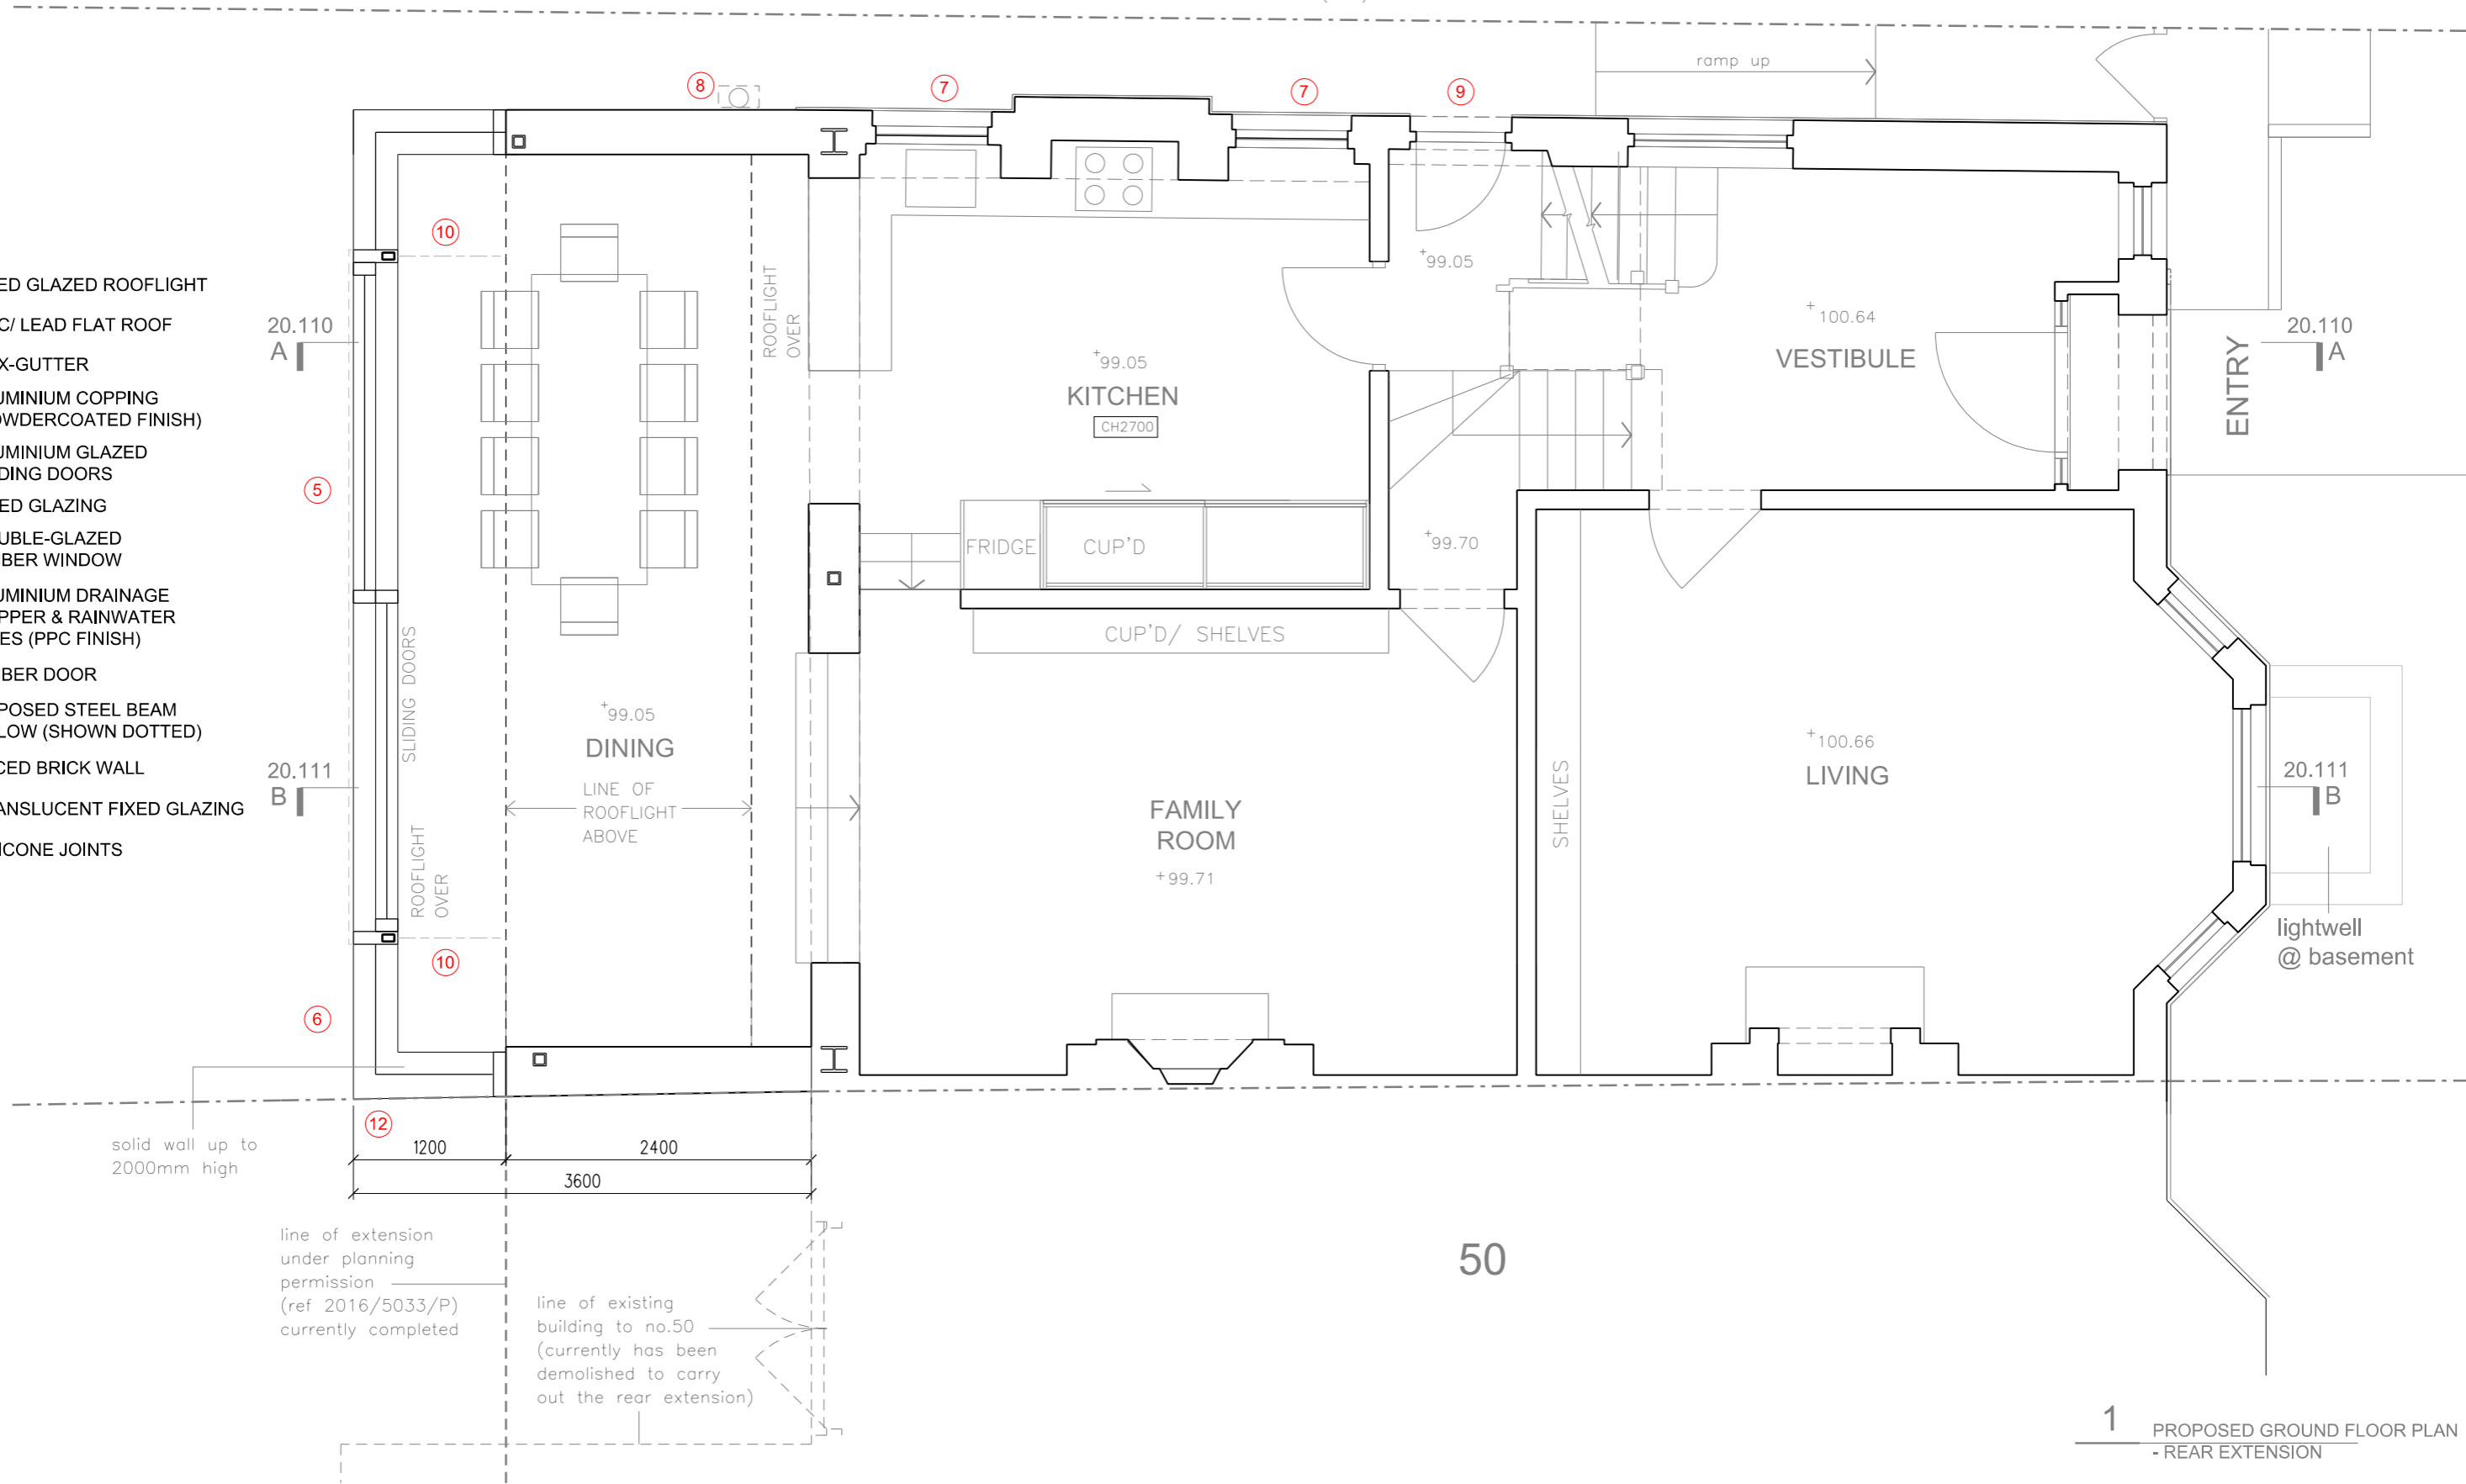 ramp up
8
7
7
9
10
ED GLAZED ROOFLIGHT
C/ LEAD FLAT ROOF
X-GUTTER
UMINIUM COPPING
OWDERCOATED FINISH)
UMINIUM GLAZED
DING DOORS
ED GLAZING
UBLE-GLAZED
BER WINDOW
UMINIUM DRAINAGE
PPER & RAINWATER
ES (PPC FINISH)
BER DOOR
POSED STEEL BEAM
LOW (SHOWN DOTTED)
CED BRICK WALL
ANSLUCENT FIXED GLAZING
ICONE JOINTS
20.110
A
5
20.111
B
6
SLIDING DOORS
ROOFLIGHT
OVER
10
ROOFLIGHT
OVER
+99.05
DINING
LINE OF
ROOFLIGHT
ABOVE
+99.05
KITCHEN
CH2700
FRIDGE
CUP'D
CUP'D/ SHELVES
+99.05
+99.70
+100.64
VESTIBULE
ENTRY
20.110
A
FAMILY
ROOM
+99.71
SHELVES
+100.66
LIVING
20.111
B
lightwell
@ basement
12
solid wall up to
2000mm high
1200
2400
3600
line of extension
under planning
permission
(ref 2016/5033/P)
currently completed
line of existing
building to no.50
(currently has been
demolished to carry
out the rear extension)
50
1
PROPOSED GROUND FLOOR PLAN
- REAR EXTENSION